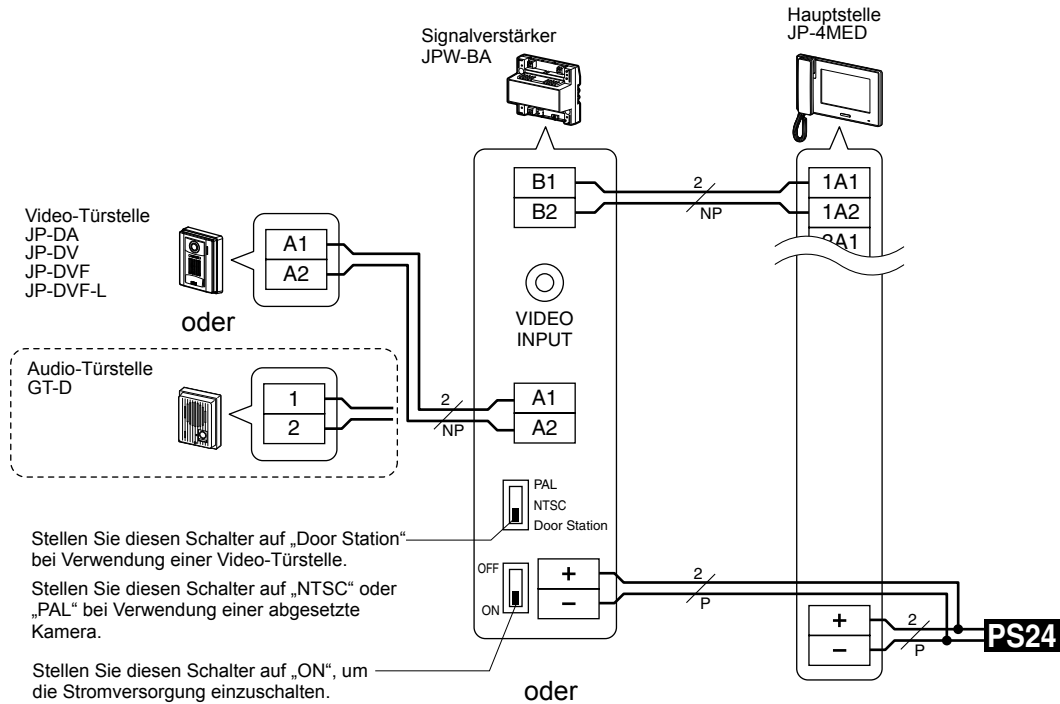 Hauptstelle
JP-4MED
Signalverstärker
JPW-BA
B1
B2
2
NP
1A1
1A2
2A1
Video-Türstelle
JP-DA
JP-DV
JP-DVF
JP-DVF-L
A1
A2
oder
VIDEO
INPUT
Audio-Türstelle
GT-D
1
2
2
NP
A1
A2
PAL
NTSC
Door Station
Stellen Sie diesen Schalter auf „Door Station“
bei Verwendung einer Video-Türstelle.
Stellen Sie diesen Schalter auf „NTSC“ oder
„PAL“ bei Verwendung einer abgesetzte
Kamera.
OFF
ON
+
–
2
P
+
–
2
P
PS24
Stellen Sie diesen Schalter auf „ON“, um
die Stromversorgung einzuschalten.
oder